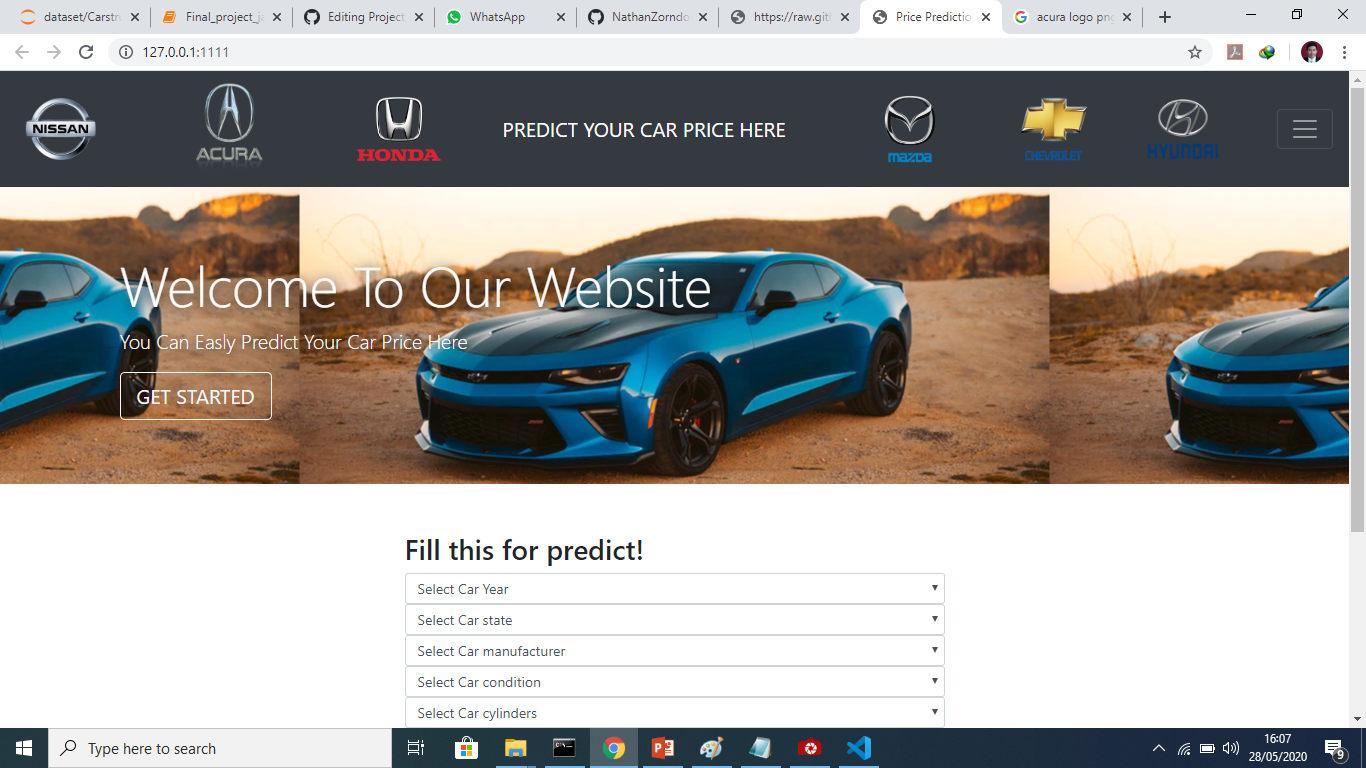 dataset/Carstru
Final_project_ja
Editing Project
WhatsApp
NathanZorndo
https://raw.gith
Price Predictio
acura logo png
127.0.0.1:1111
NISSAN
ACURA
HONDA
PREDICT YOUR CAR PRICE HERE
mazda
CHEVROLET
HYUNDAI
Welcome To Our Website
You Can Easly Predict Your Car Price Here
GET STARTED
Fill this for predict!
Select Car Year
Select Car state
Select Car manufacturer
Select Car condition
Select Car cylinders
Type here to search
16:07
28/05/2020
9